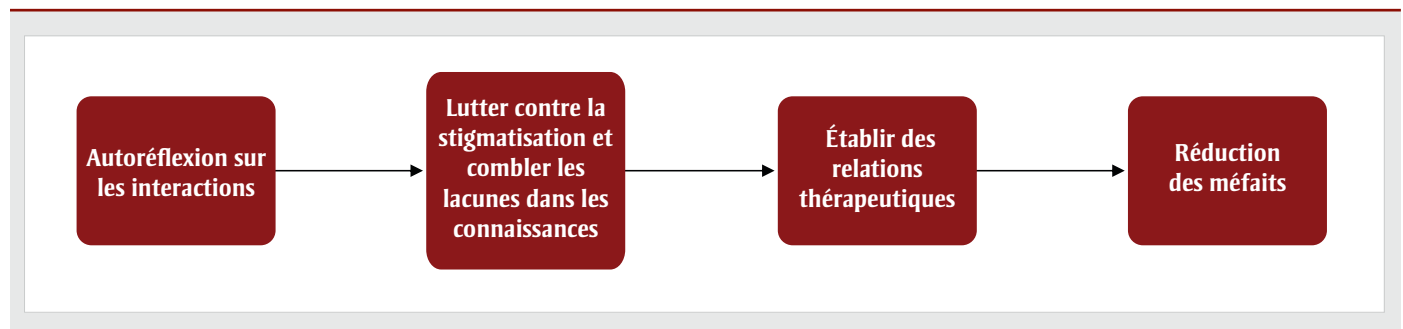 Autoréflexion sur
les interactions
Lutter contre la
stigmatisation et
combler les
lacunes dans les
connaissances
Établir des
relations
thérapeutiques
Réduction
des méfaits